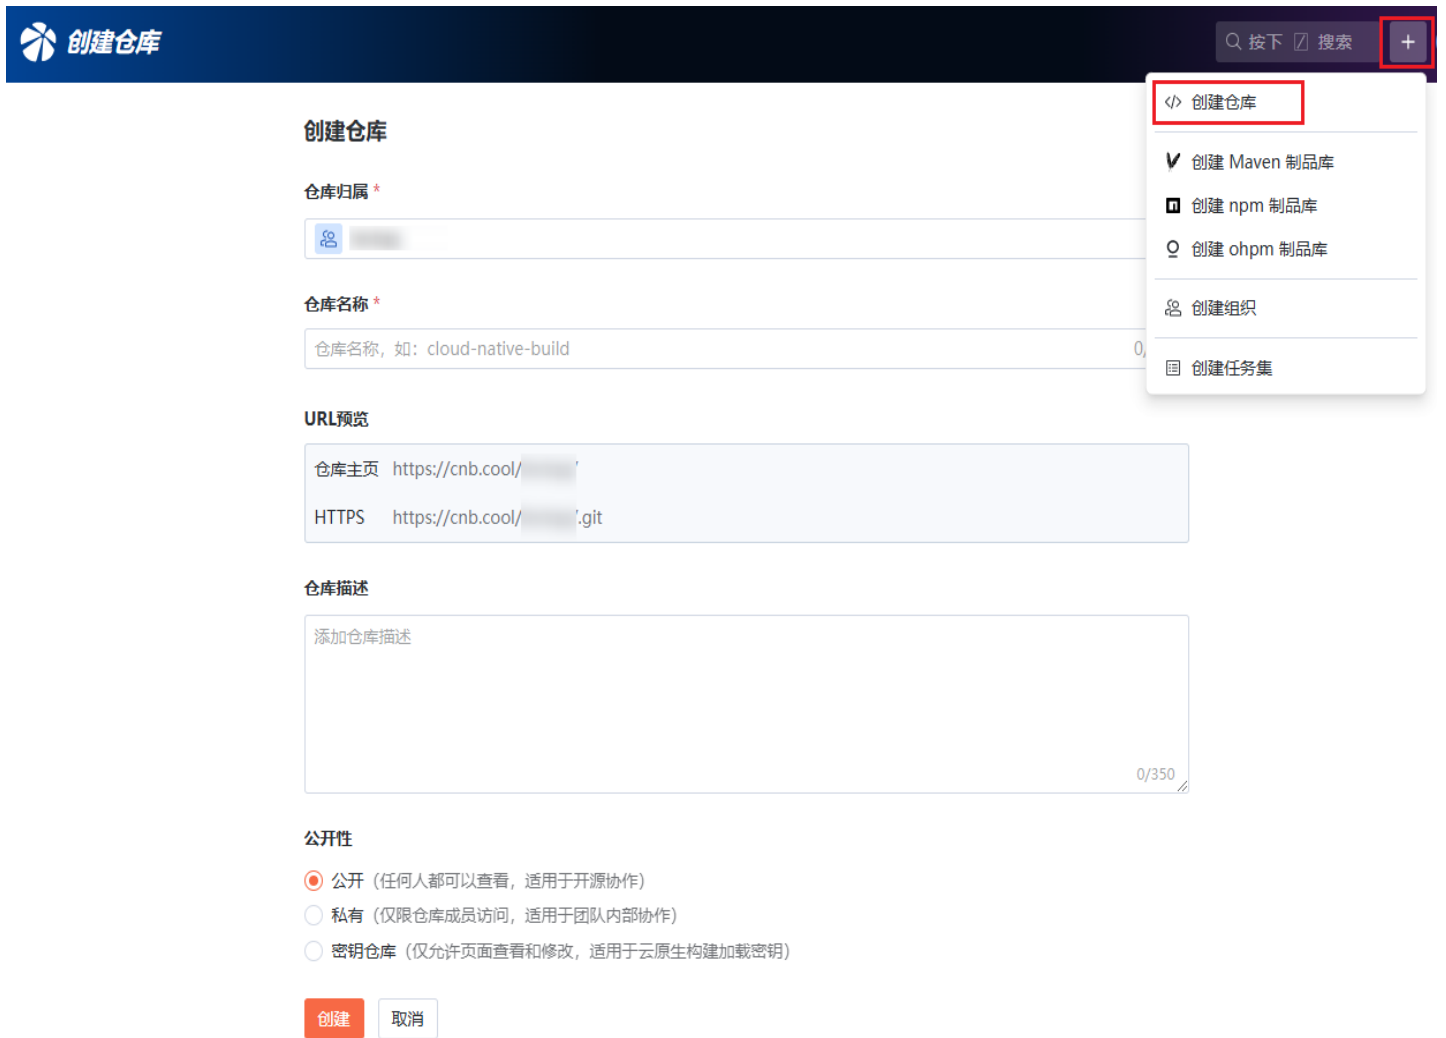 创建仓库
按下 / 搜索
+
创建仓库
创建 Maven 制品库
创建 npm 制品库
创建 ohpm 制品库
创建组织
创建任务集
创建仓库
仓库归属 *
仓库名称 *
仓库名称，如：cloud-native-build 0/
URL预览
仓库主页 https://cnb.cool/ /
HTTPS https://cnb.cool/ /.git
仓库描述
添加仓库描述
0/350
公开性
公开（任何人都可以查看，适用于开源协作）
私有（仅限仓库成员访问，适用于团队内部协作）
密钥仓库（仅允许页面查看和修改，适用于云原生构建加载密钥）
创建 取消